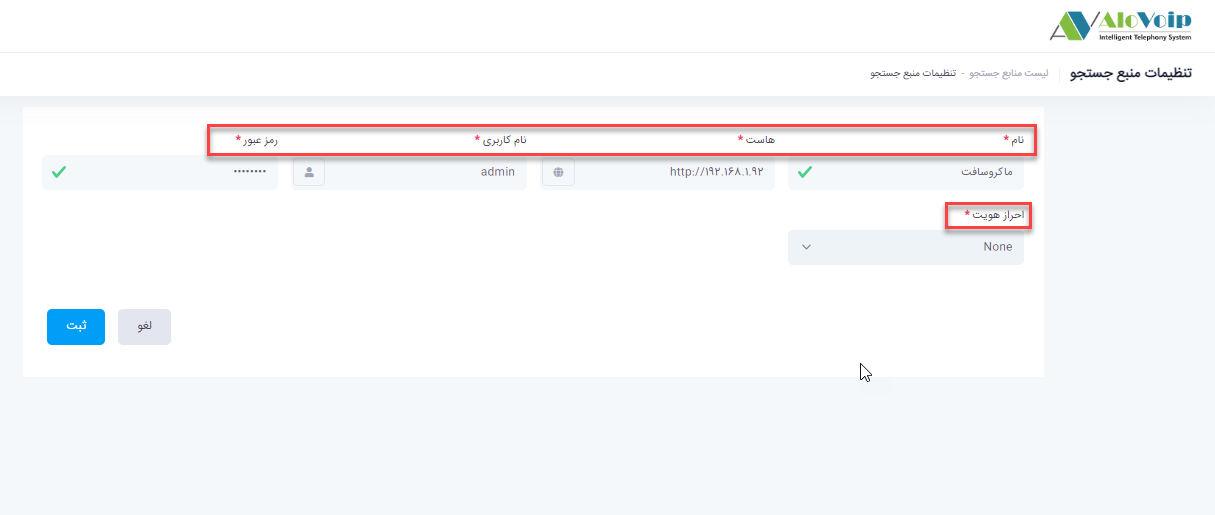 AloVoip
Intelligent Telephony System
تنظیمات منبع جستجو
لیست منابع جستجو - تنظیمات منبع جستجو
نام * هاست * نام کاربری * رمز عبور *
ماکروسافت http://۱۹۲.۱۶۸.۱.۹۲ admin ••••••••
احراز هویت *
None
لغو ثبت